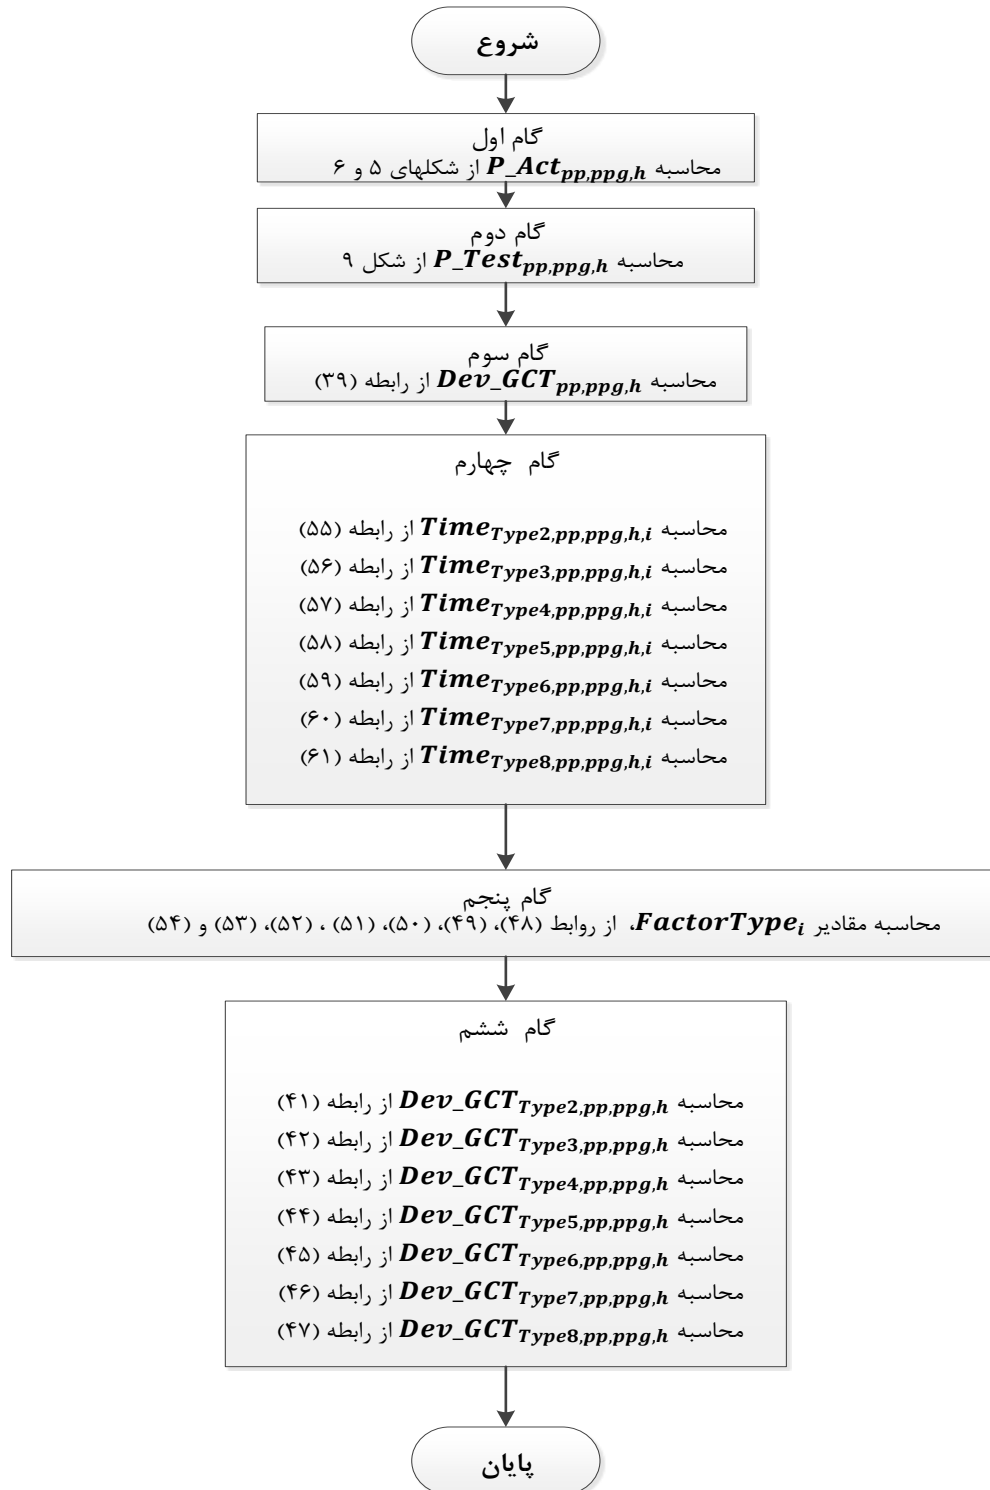 شروع
گام اول
محاسبه P_Act_{pp,ppg,h} از شکلهای ۵ و ۶
گام دوم
محاسبه P_Test_{pp,ppg,h} از شکل ۹
گام سوم
محاسبه Dev_GCT_{pp,ppg,h} از رابطه (۳۹)
گام چهارم
محاسبه Time_{Type2,pp,ppg,h,i} از رابطه (۵۵)
محاسبه Time_{Type3,pp,ppg,h,i} از رابطه (۵۶)
محاسبه Time_{Type4,pp,ppg,h,i} از رابطه (۵۷)
محاسبه Time_{Type5,pp,ppg,h,i} از رابطه (۵۸)
محاسبه Time_{Type6,pp,ppg,h,i} از رابطه (۵۹)
محاسبه Time_{Type7,pp,ppg,h,i} از رابطه (۶۰)
محاسبه Time_{Type8,pp,ppg,h,i} از رابطه (۶۱)
گام پنجم
محاسبه مقادیر FactorType_i، از روابط (۴۸)، (۴۹)، (۵۰)، (۵۱) ، (۵۲)، (۵۳) و (۵۴)
گام ششم
محاسبه Dev_GCT_{Type2,pp,ppg,h} از رابطه (۴۱)
محاسبه Dev_GCT_{Type3,pp,ppg,h} از رابطه (۴۲)
محاسبه Dev_GCT_{Type4,pp,ppg,h} از رابطه (۴۳)
محاسبه Dev_GCT_{Type5,pp,ppg,h} از رابطه (۴۴)
محاسبه Dev_GCT_{Type6,pp,ppg,h} از رابطه (۴۵)
محاسبه Dev_GCT_{Type7,pp,ppg,h} از رابطه (۴۶)
محاسبه Dev_GCT_{Type8,pp,ppg,h} از رابطه (۴۷)
پایان